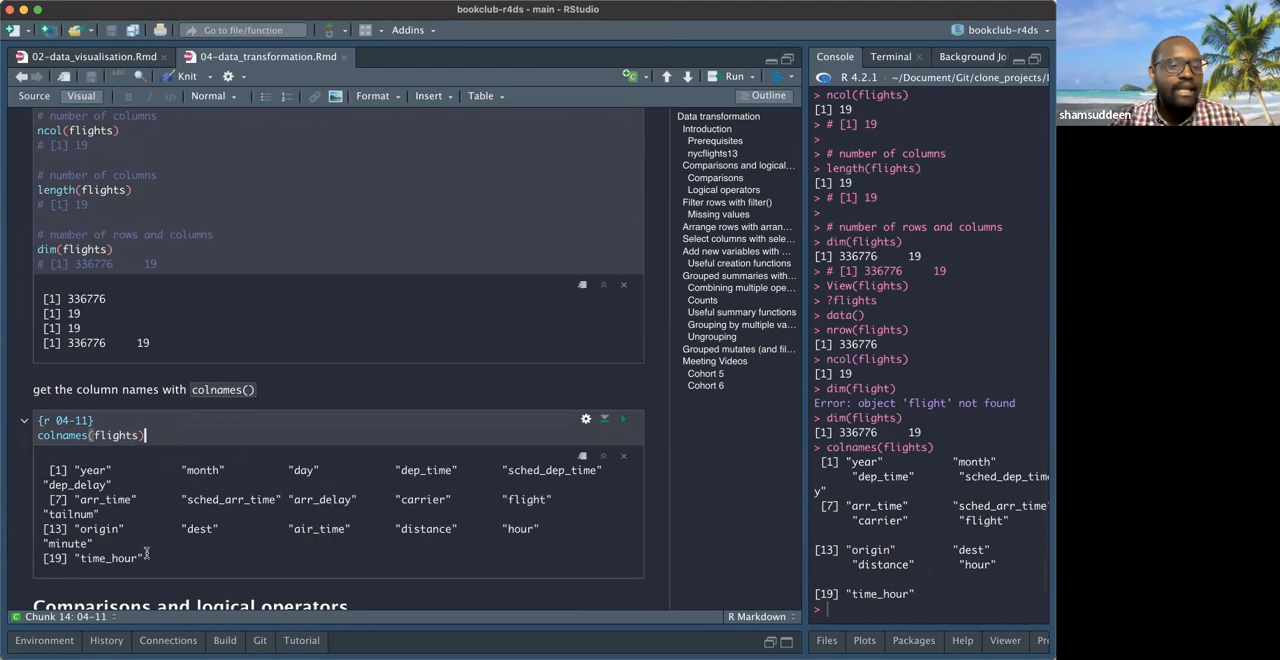 bookclub-r4ds - main - RStudio
Go to file/function
Addins
bookclub-r4ds
02-data_visualisation.Rmd
04-data_transformation.Rmd
Knit
Run
Source
Visual
Normal
Format
Insert
Table
Outline
# number of columns
ncol(flights)
# [1] 19
# number of columns
length(flights)
# [1] 19
# number of rows and columns
dim(flights)
# [1] 336776     19
[1] 336776
[1] 19
[1] 19
[1] 336776     19
get the column names with colnames()
{r 04-11}
colnames(flights)
[1] "year" "month" "day" "dep_time" "sched_dep_time"
"dep_delay"
[7] "arr_time" "sched_arr_time" "arr_delay" "carrier" "flight"
"tailnum"
[13] "origin" "dest" "air_time" "distance" "hour"
"minute"
[19] "time_hour"
Comparisons and logical operators
Chunk 14: 04-11
R Markdown
Environment
History
Connections
Build
Git
Tutorial
Data transformation
Introduction
Prerequisites
nycflights13
Comparisons and logical...
Comparisons
Logical operators
Filter rows with filter()
Missing values
Arrange rows with arran...
Select columns with sele...
Add new variables with ...
Useful creation functions
Grouped summaries with...
Combining multiple ope...
Counts
Useful summary functions
Grouping by multiple va...
Ungrouping
Grouped mutates (and fil...
Meeting Videos
Cohort 5
Cohort 6
Console
Terminal
Background Jo
R 4.2.1 · ~/Document/Git/clone_projects/
> ncol(flights)
[1] 19
> # [1] 19
>
> # number of columns
> length(flights)
[1] 19
> # [1] 19
>
> # number of rows and columns
> dim(flights)
[1] 336776     19
> # [1] 336776     19
> View(flights)
> ?flights
> data()
> nrow(flights)
[1] 336776
> ncol(flights)
[1] 19
> dim(flight)
Error: object 'flight' not found
> dim(flights)
[1] 336776     19
> colnames(flights)
[1] "year" "month"
"dep_time" "sched_dep_time
y"
[7] "arr_time" "sched_arr
"carrier" "flight"
[13] "origin" "dest"
"distance" "hour"
[19] "time_hour"
>
Files
Plots
Packages
Help
Viewer
Pr
shamsuddeen